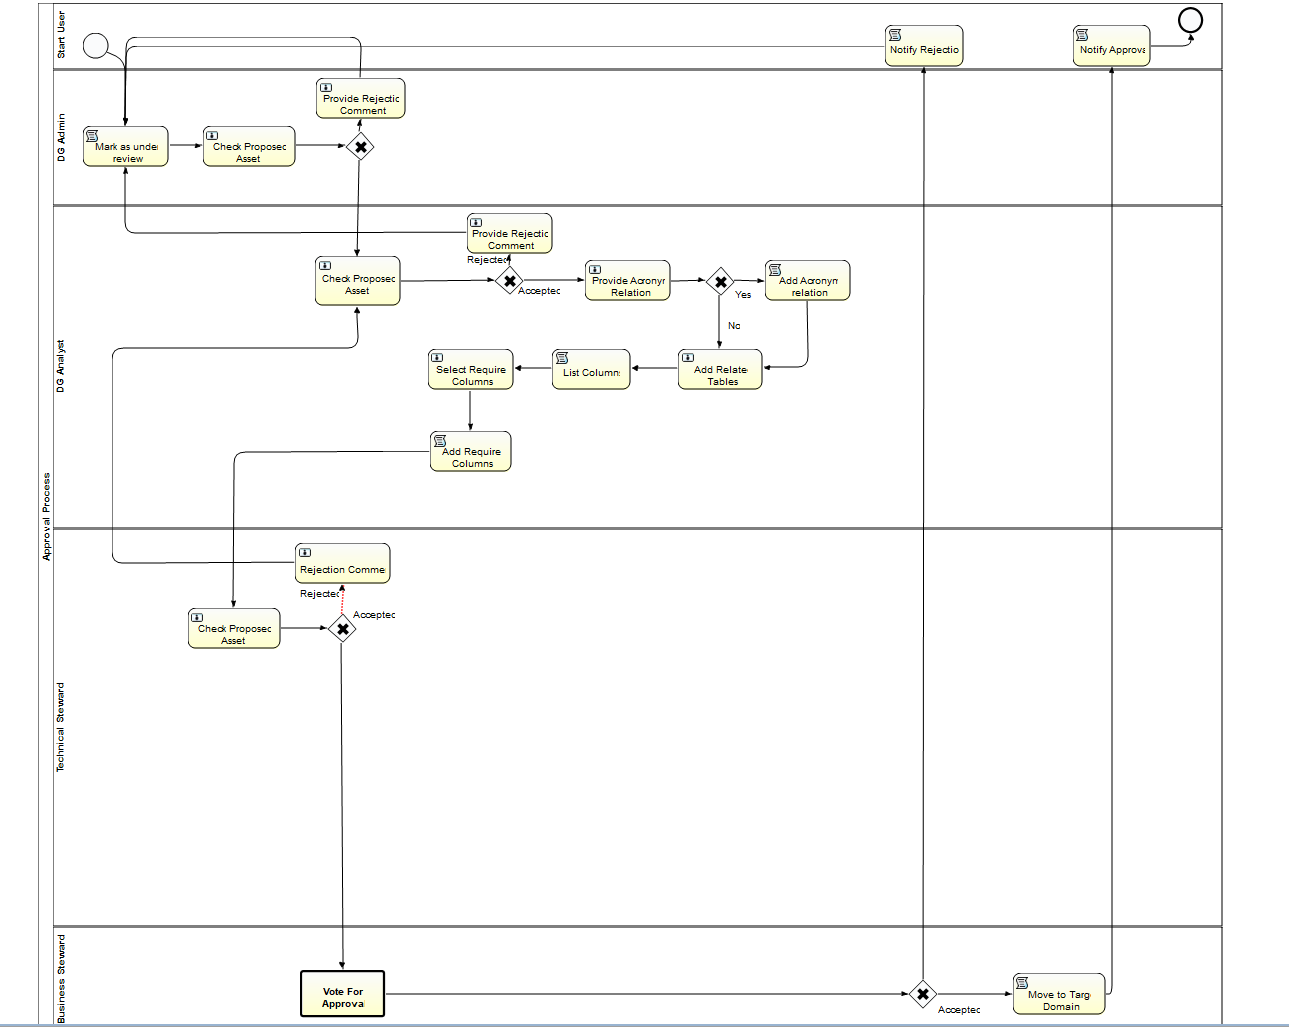 Approval Process
Start User
Notify Rejectio
Notify Approva
DG Admin
Provide Rejectic
Comment
Mark as unde
review
Check Proposec
Asset
DG Analyst
Provide Rejectic
Comment
Rejected
Check Proposec
Asset
Acceptec
Provide Acronyr
Relation
Yes
Add Acronyn
relation
No
Select Require
Columns
List Column
Add Relate
Tables
Add Require
Columns
Technical Steward
Rejection Comme
Rejected
Acceptec
Check Proposec
Asset
Business Steward
Vote For
Approva
Acceptec
Move to Targ
Domain